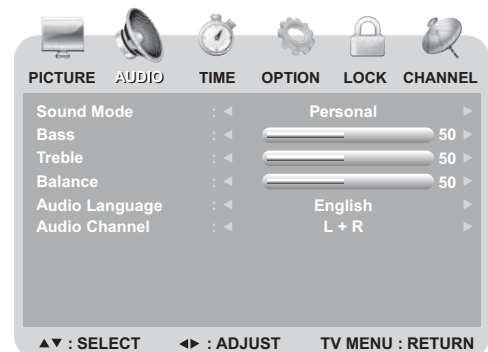 PICTURE AUDIO TIME OPTION LOCK CHANNEL
Sound Mode : ◀ Personal ▶
Bass : ◀ 50 ▶
Treble : ◀ 50 ▶
Balance : ◀ 50 ▶
Audio Language : ◀ English ▶
Audio Channel : ◀ L + R ▶
▲▼ : SELECT ◀▶ : ADJUST TV MENU : RETURN